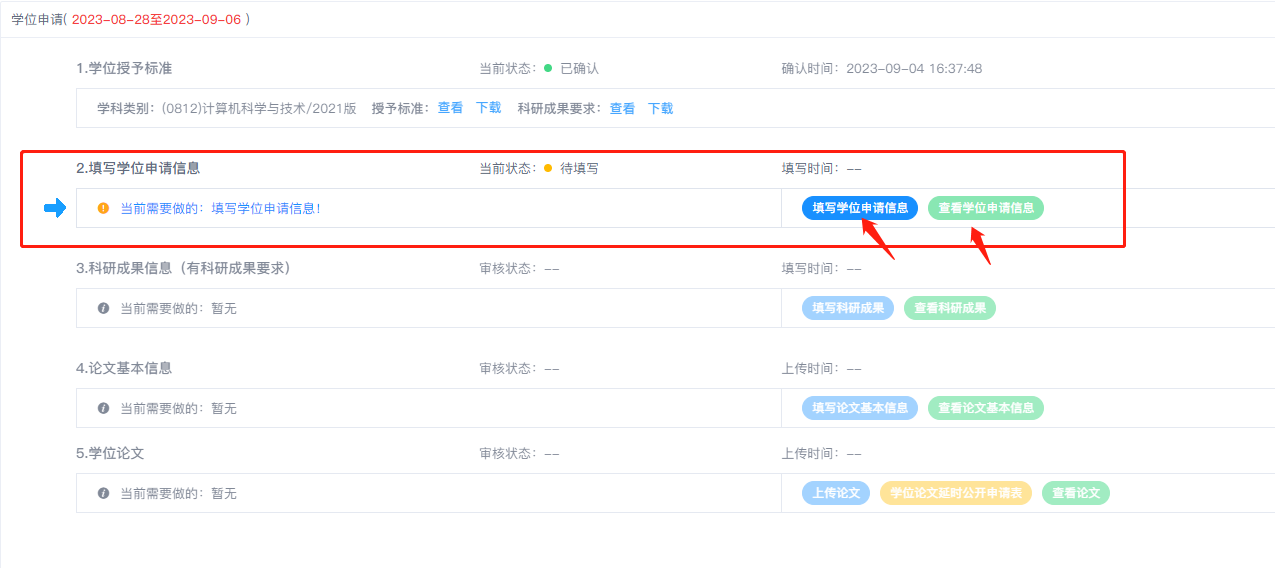 学位申请( 2023-08-28至2023-09-06 )
1.学位授予标准 当前状态： 已确认 确认时间：2023-09-04 16:37:48
学科类别：(0812)计算机科学与技术/2021版 授予标准：查看 下载 科研成果要求：查看 下载
2.填写学位申请信息 当前状态： 待填写 填写时间：--
当前需要做的：填写学位申请信息！ 填写学位申请信息 查看学位申请信息
3.科研成果信息（有科研成果要求） 审核状态：-- 填写时间：--
当前需要做的：暂无 填写科研成果 查看科研成果
4.论文基本信息 审核状态：-- 上传时间：--
当前需要做的：暂无 填写论文基本信息 查看论文基本信息
5.学位论文 审核状态：-- 上传时间：--
当前需要做的：暂无 上传论文 学位论文延时公开申请表 查看论文